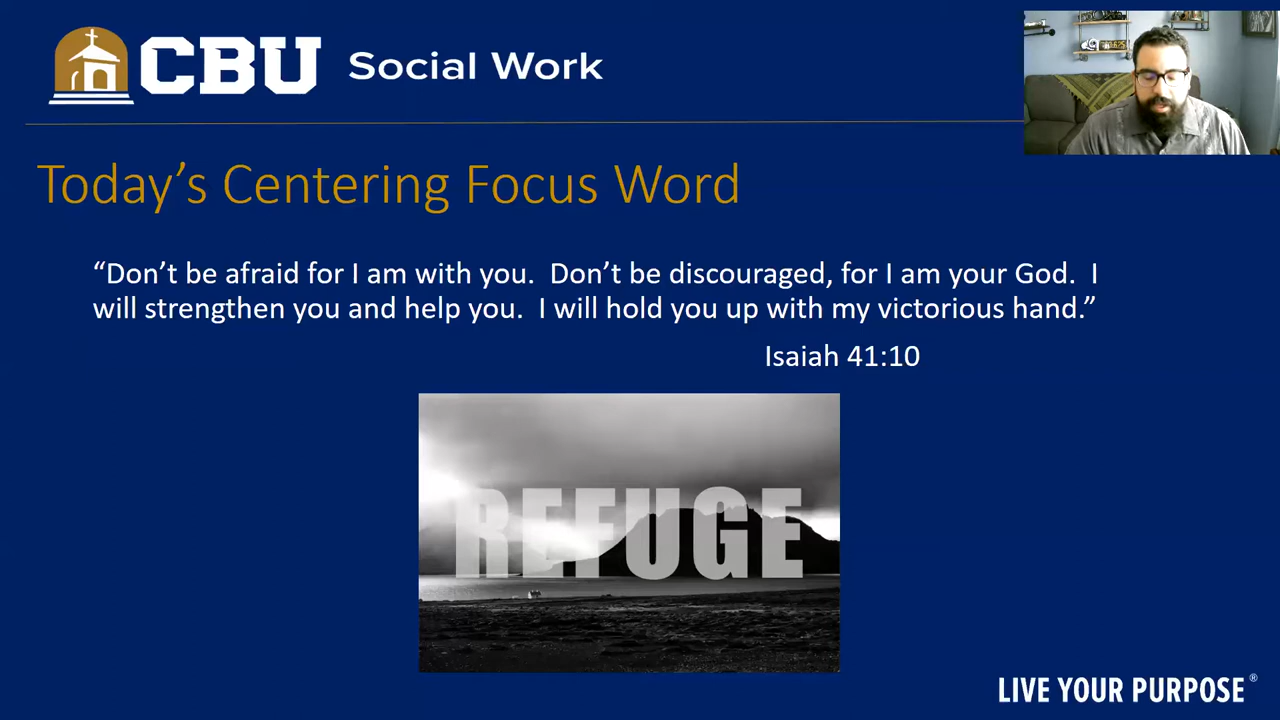 CBU Social Work
Today’s Centering Focus Word
“Don’t be afraid for I am with you.  Don’t be discouraged, for I am your God.  I
will strengthen you and help you.  I will hold you up with my victorious hand.”
Isaiah 41:10
REFUGE
LIVE YOUR PURPOSE®